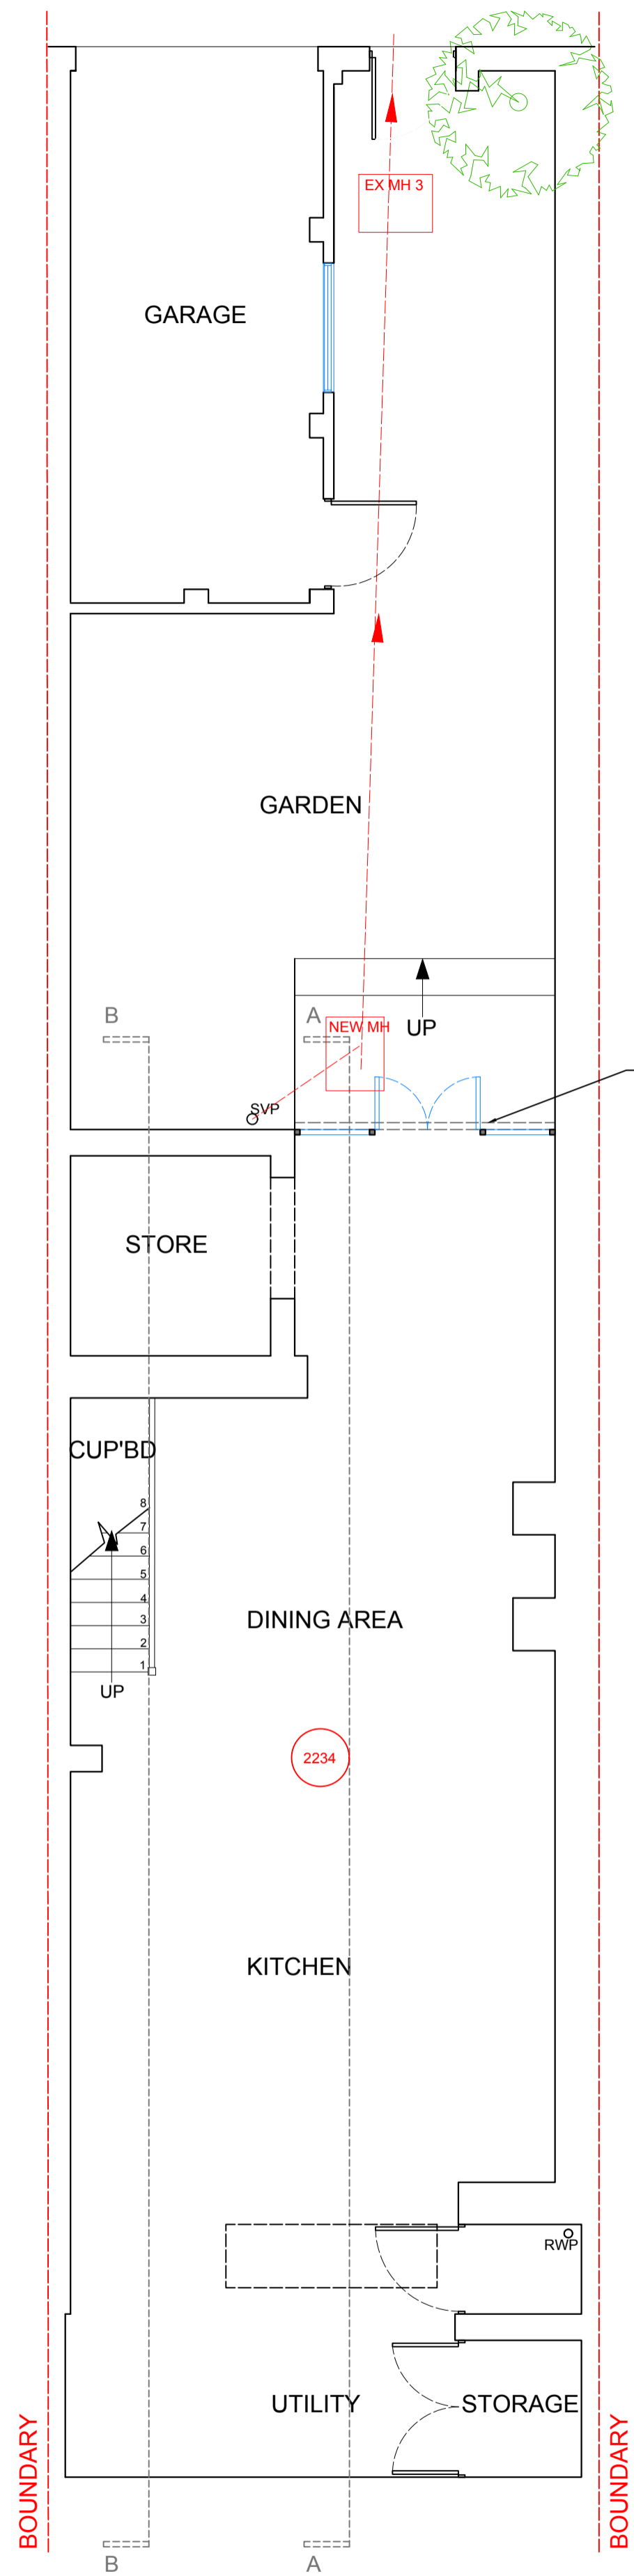 EX MH 3
GARAGE
GARDEN
B
A
NEW MH
UP
SVP
STORE
CUP'BD
8
7
6
5
4
3
2
1
UP
DINING AREA
2234
KITCHEN
RWP
UTILITY
STORAGE
BOUNDARY
BOUNDARY
B
A